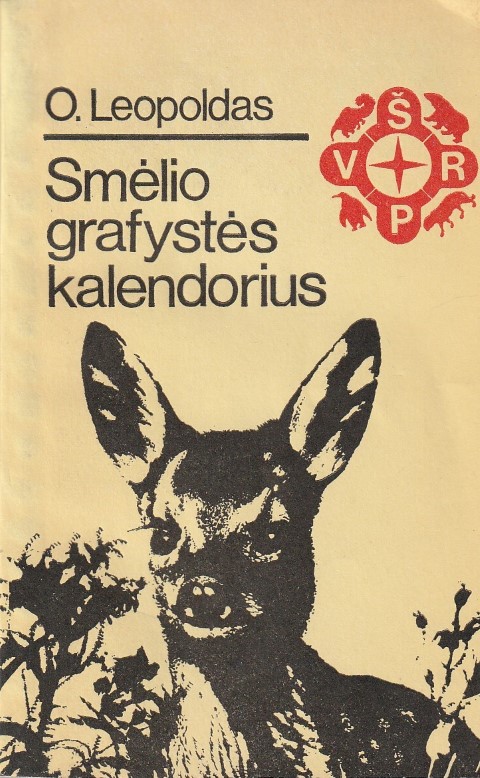 O. Leopoldas
Smėlio
grafystės
kalendorius
Š
V R
P